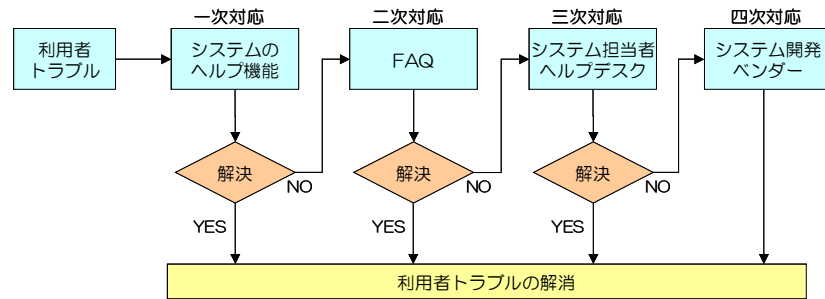 一次対応
二次対応
三次対応
四次対応
利用者
トラブル
システムの
ヘルプ機能
FAQ
システム担当者
ヘルプデスク
システム開発
ベンダー
解決
NO
解決
NO
解決
NO
YES
YES
YES
利用者トラブルの解消